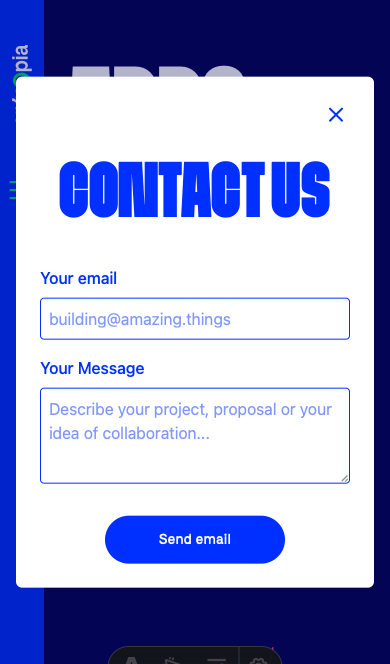 pia
CONTACT US
Your email
building@amazing.things
Your Message
Describe your project, proposal or your
idea of collaboration...
Send email